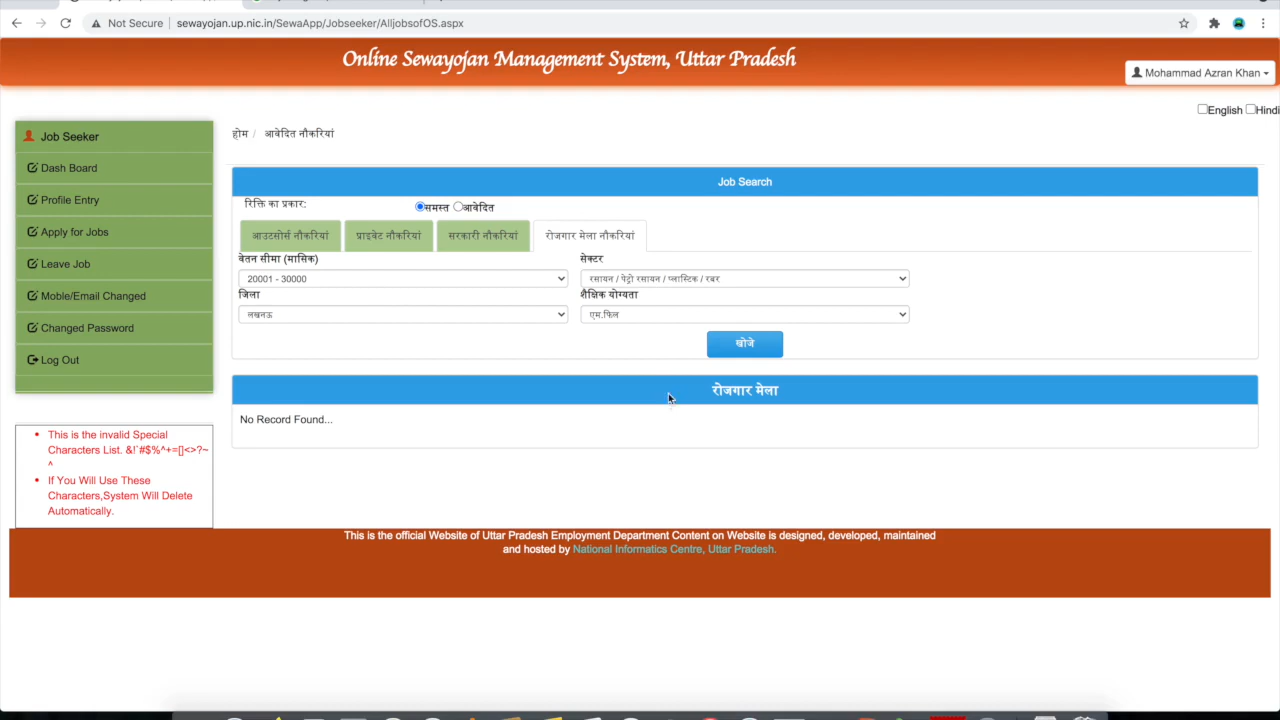 Not Secure
sewayojan.up.nic.in/SewaApp/Jobseeker/AlljobsofOS.aspx
Online Sewayojan Management System, Uttar Pradesh
Mohammad Azran Khan
English Hindi
Job Seeker
Dash Board
Profile Entry
Apply for Jobs
Leave Job
Moble/Email Changed
Changed Password
Log Out
This is the invalid Special
Characters List. &!`#$%^+=[]<>?~
^
If You Will Use These
Characters,System Will Delete
Automatically.
होम / आवेदित नौकरियां
Job Search
रिक्ति का प्रकार: समस्त आवेदित
आउटसोर्स नौकरियां प्राइवेट नौकरियां सरकारी नौकरियां रोजगार मेला नौकरियां
वेतन सीमा (मासिक) सेक्टर
20001 - 30000 रसायन / पेट्रो रसायन / प्लास्टिक / रबर
जिला शैक्षिक योग्यता
लखनऊ एम.फिल
खोजे
रोजगार मेला
No Record Found...
This is the official Website of Uttar Pradesh Employment Department Content on Website is designed, developed, maintained
and hosted by National Informatics Centre, Uttar Pradesh.